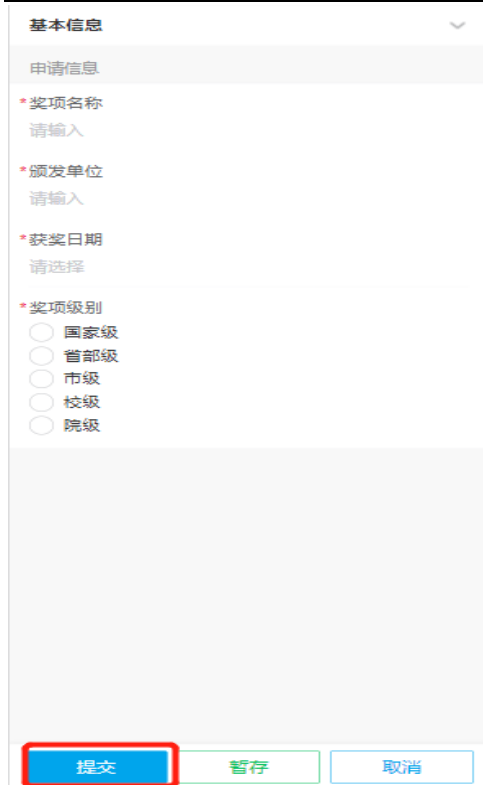 基本信息
申请信息
*奖项名称
请输入
*颁发单位
请输入
*获奖日期
请选择
*奖项级别
国家级
省部级
市级
校级
院级
提交 暂存 取消